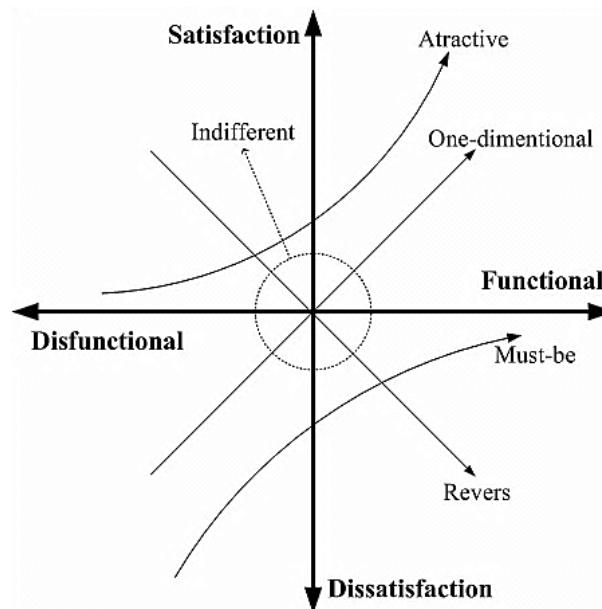 Satisfaction
Atractive
Indifferent
One-dimentional
Functional
Disfunctional
Must-be
Revers
Dissatisfaction